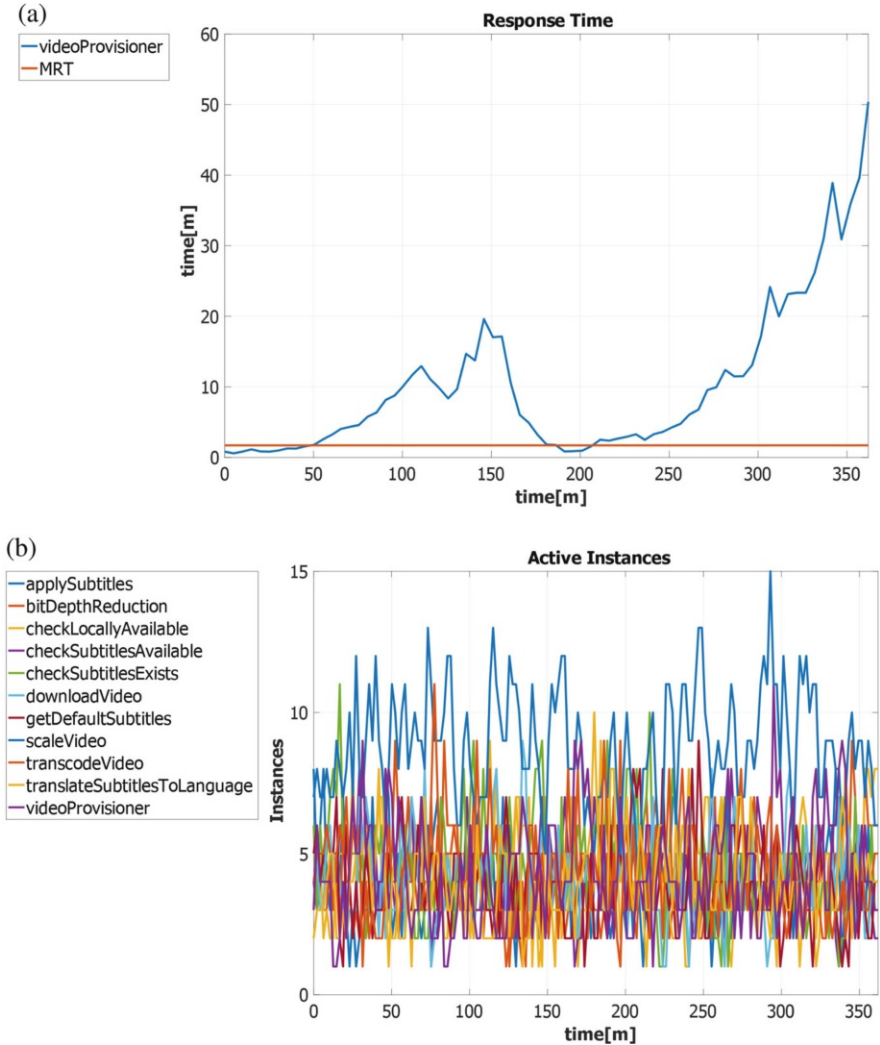 (a)
Response Time
videoProvisioner
MRT
60
50
40
30
20
10
0
time[m]
0 50 100 150 200 250 300 350
time[m]
(b)
Active Instances
applySubtitles
bitDepthReduction
checkLocallyAvailable
checkSubtitlesAvailable
checkSubtitlesExists
downloadVideo
getDefaultSubtitles
scaleVideo
transcodeVideo
translateSubtitlesToLanguage
videoProvisioner
15
10
5
0
Instances
0 50 100 150 200 250 300 350
time[m]